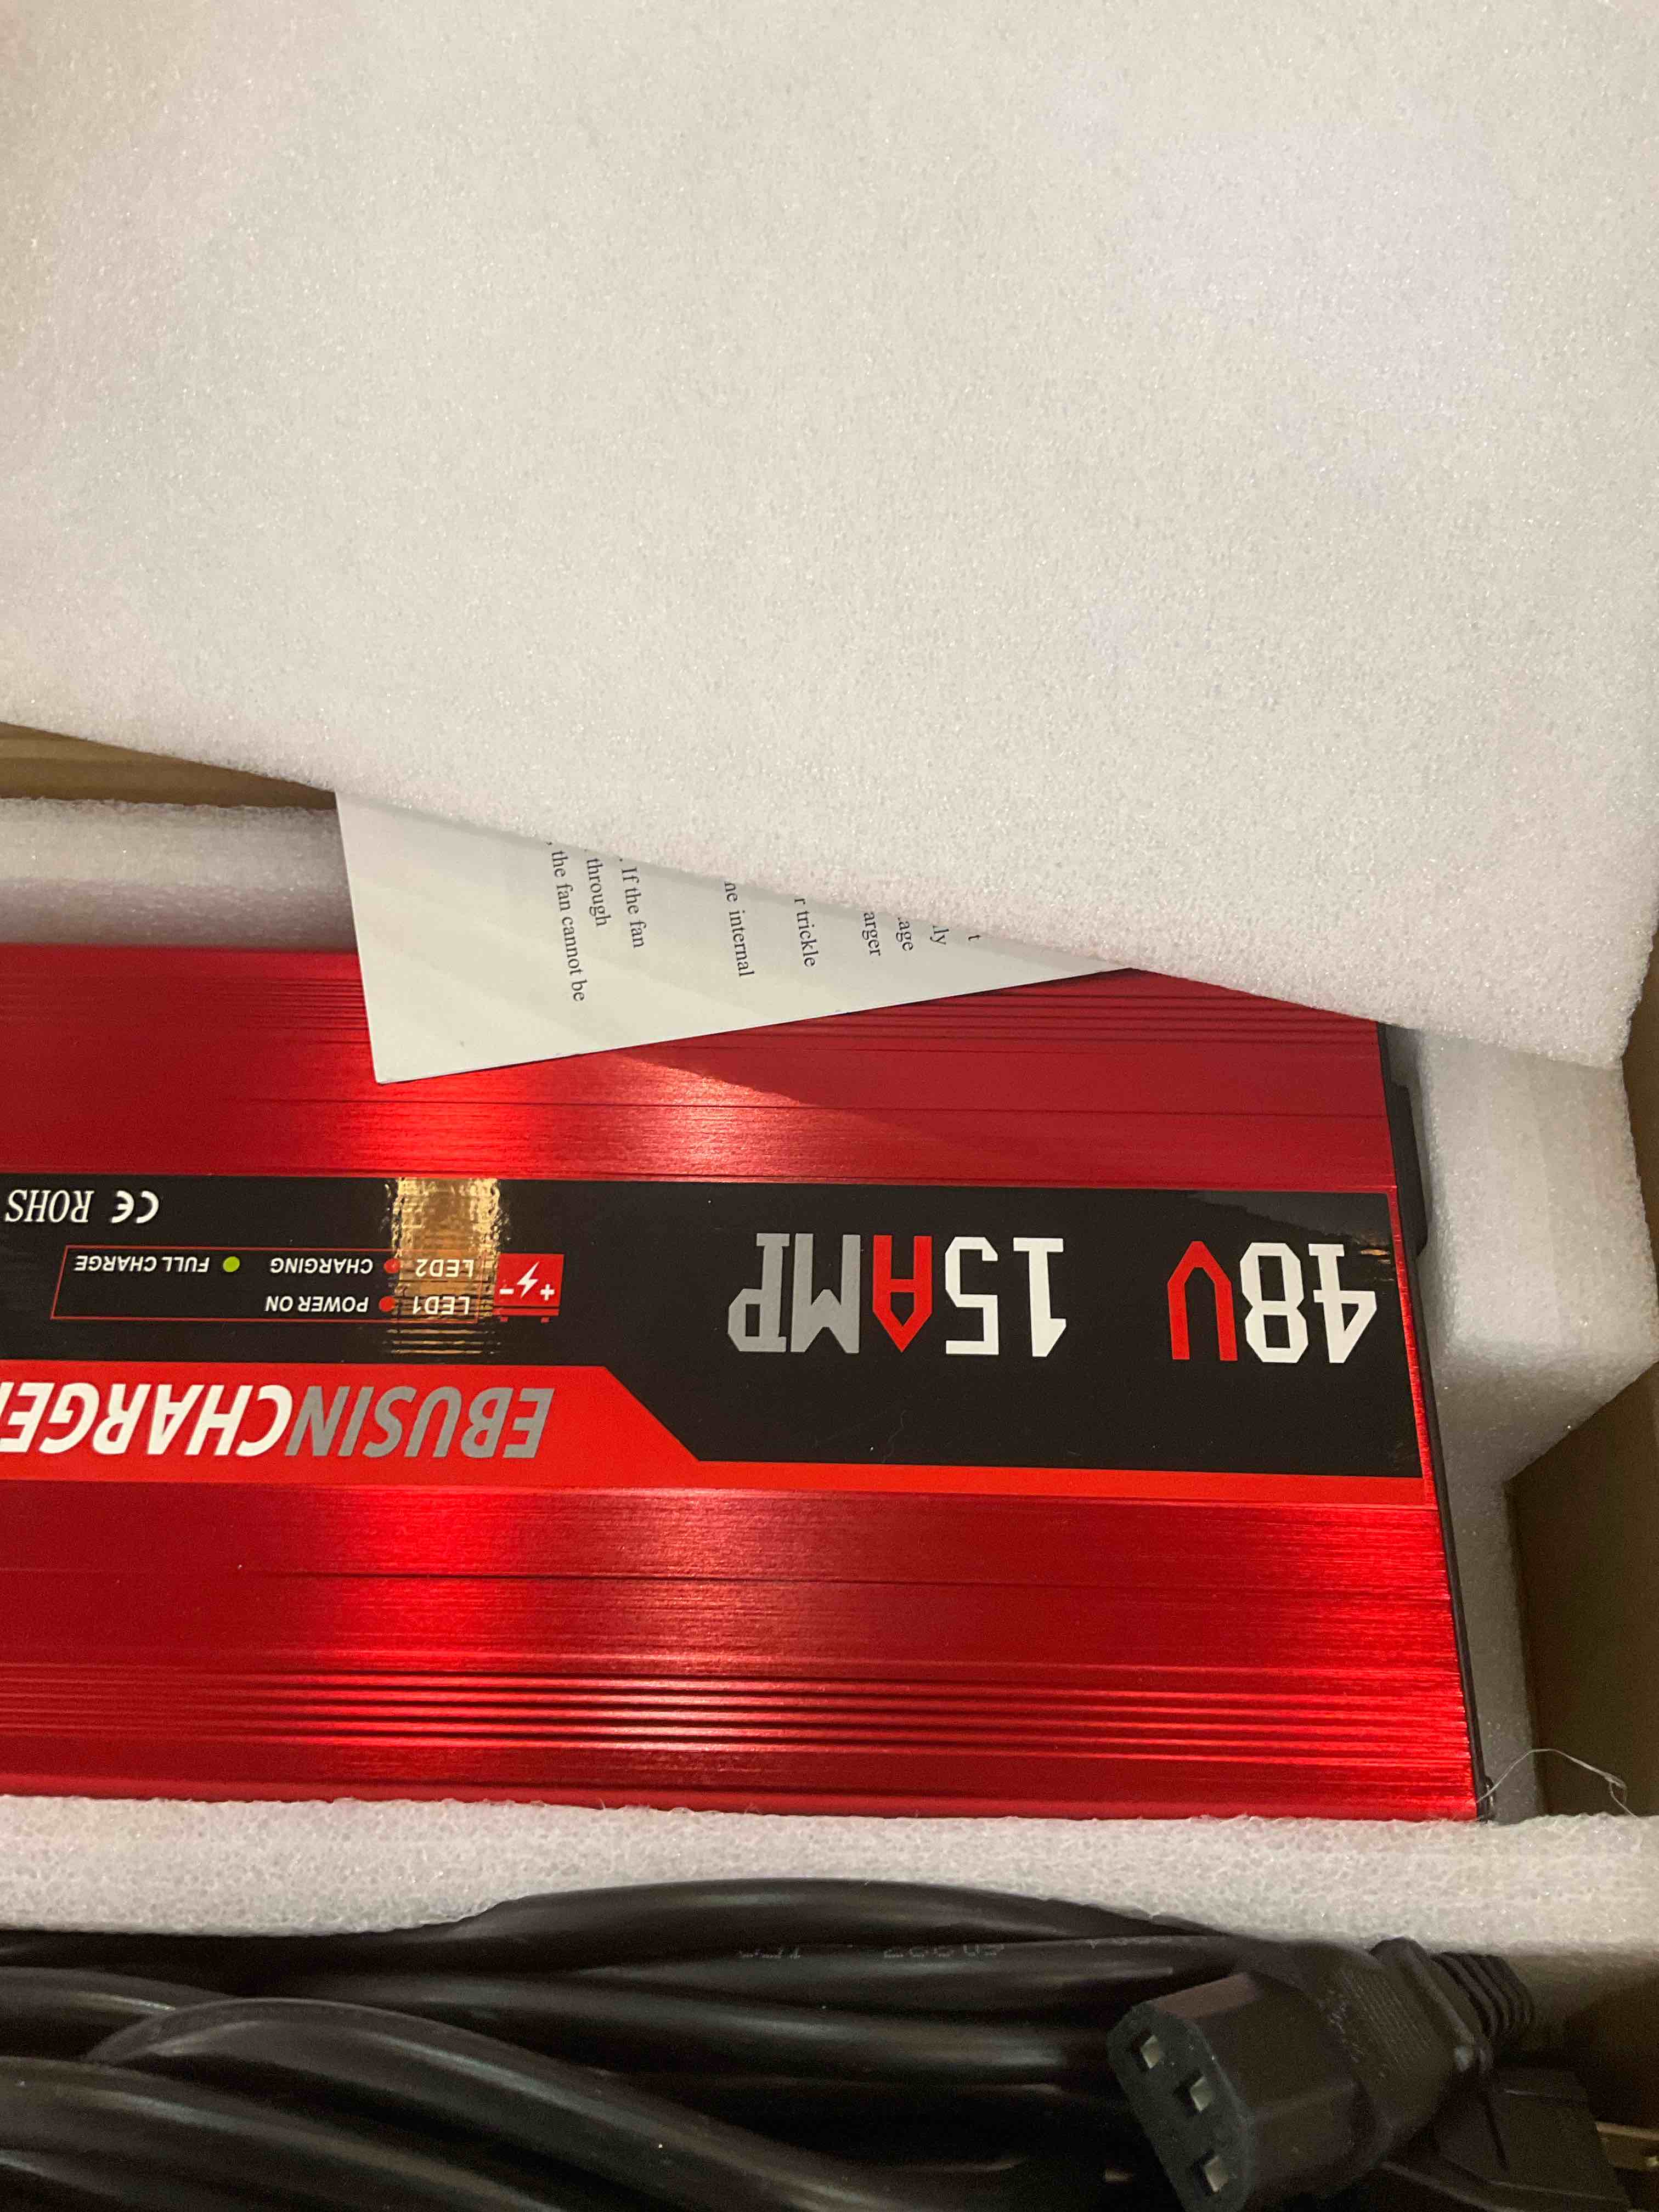 48V 15AMP
EBUSINCHARGE
LED1 POWER ON
LED2 CHARGING FULL CHARGE
CE ROHS
t
ly
age
arger
r trickle
ne internal
. If the fan
through
, the fan cannot be